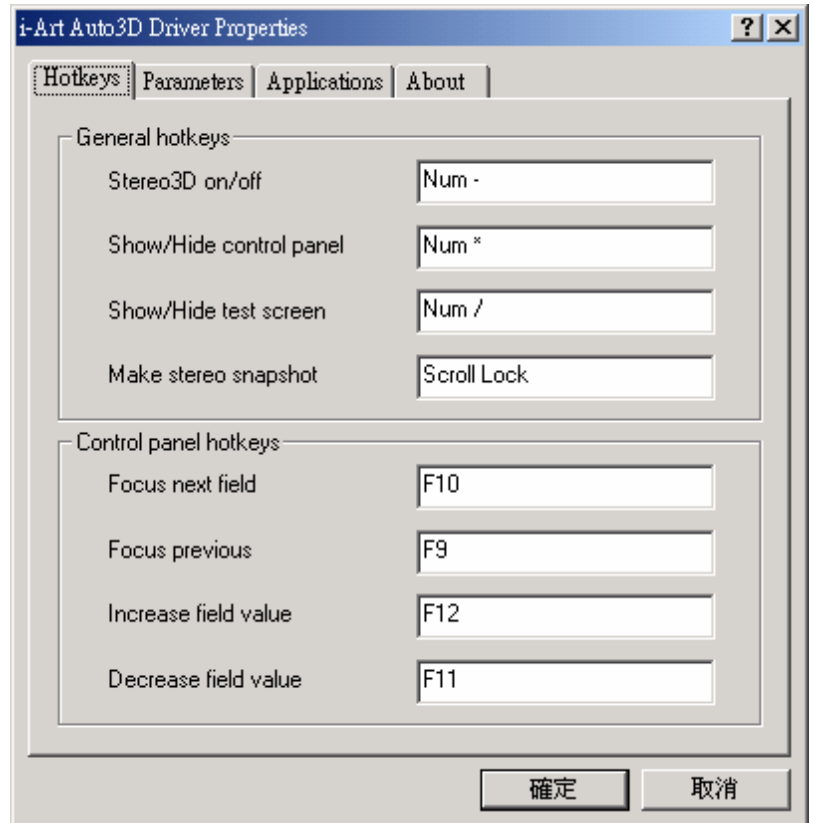 i-Art Auto3D Driver Properties
Hotkeys Parameters Applications About
General hotkeys
Stereo3D on/off Num -
Show/Hide control panel Num *
Show/Hide test screen Num /
Make stereo snapshot Scroll Lock
Control panel hotkeys
Focus next field F10
Focus previous F9
Increase field value F12
Decrease field value F11
確定 取消